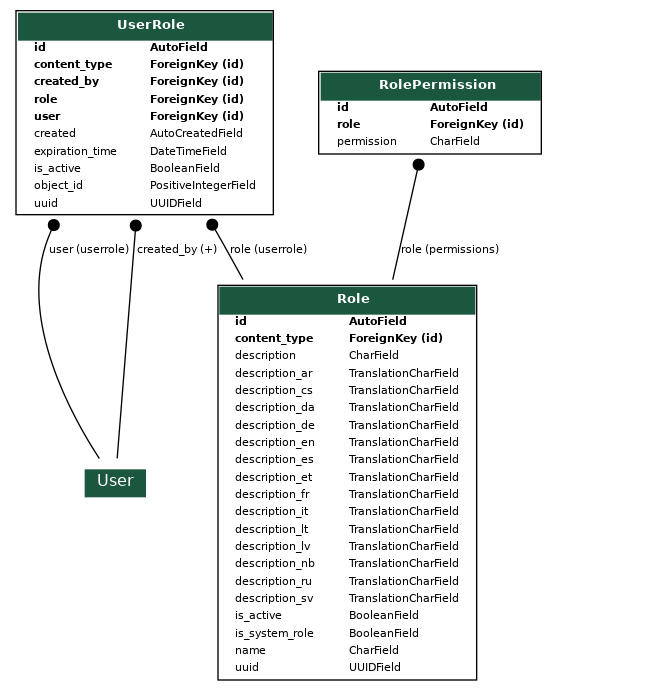 UserRole
id AutoField
content_type ForeignKey (id)
created_by ForeignKey (id)
role ForeignKey (id)
user ForeignKey (id)
created AutoCreatedField
expiration_time DateTimeField
is_active BooleanField
object_id PositiveIntegerField
uuid UUIDField
RolePermission
id AutoField
role ForeignKey (id)
permission CharField
user (userrole) created_by (+) role (userrole) role (permissions)
Role
id AutoField
content_type ForeignKey (id)
description CharField
description_ar TranslationCharField
description_cs TranslationCharField
description_da TranslationCharField
description_de TranslationCharField
description_en TranslationCharField
description_es TranslationCharField
description_et TranslationCharField
description_fr TranslationCharField
description_it TranslationCharField
description_lt TranslationCharField
description_lv TranslationCharField
description_nb TranslationCharField
description_ru TranslationCharField
description_sv TranslationCharField
is_active BooleanField
is_system_role BooleanField
name CharField
uuid UUIDField
User